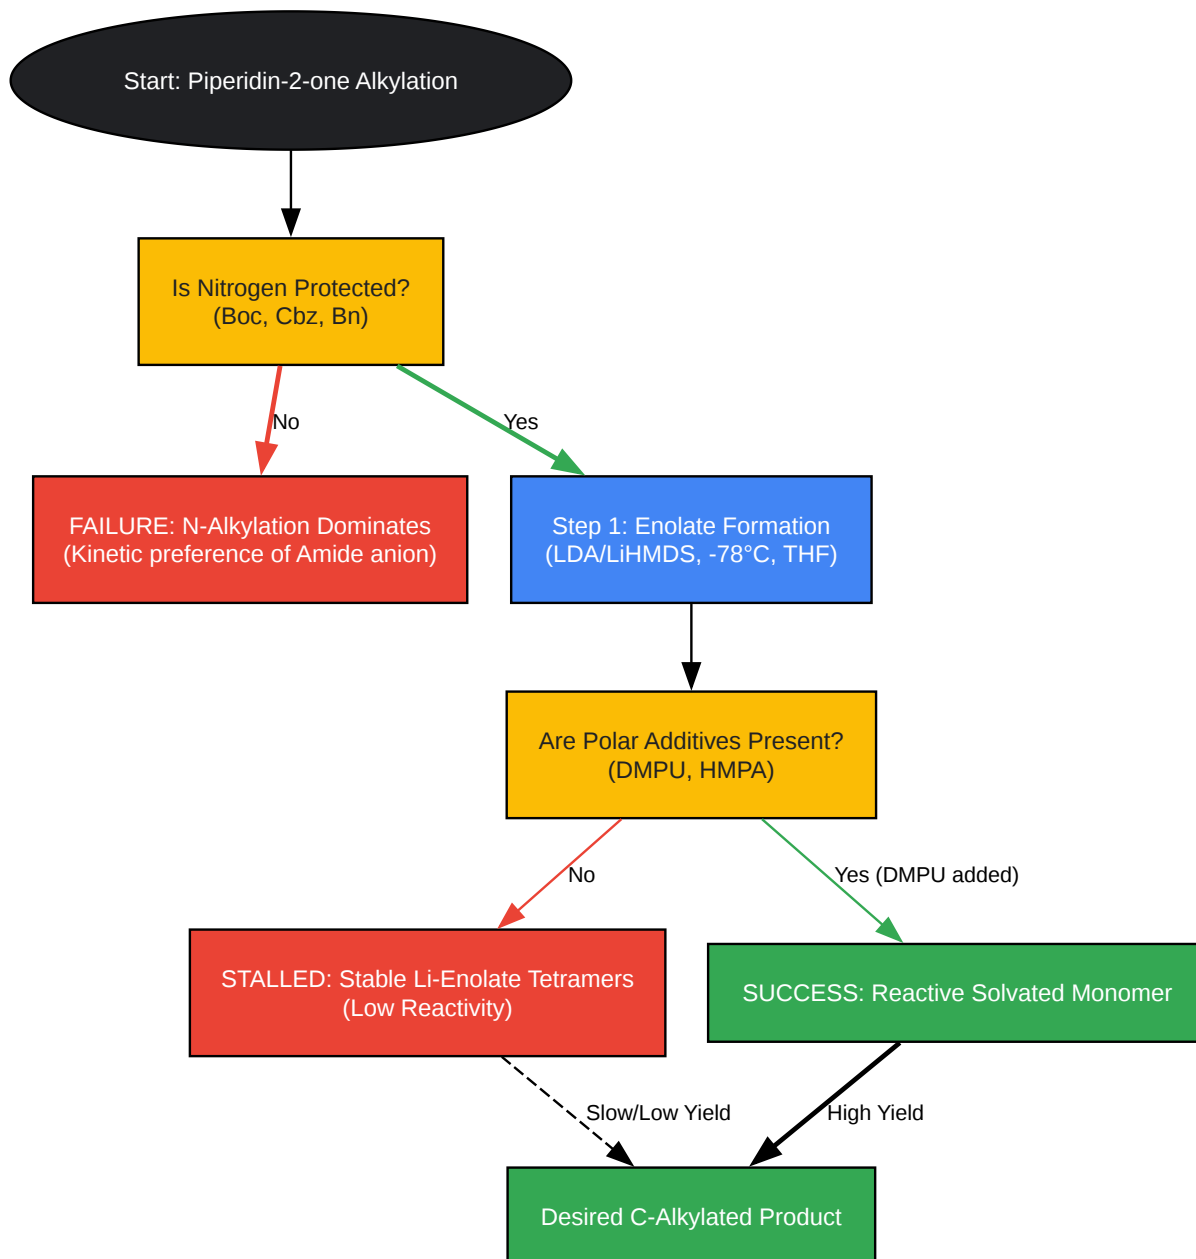 Start: Piperidin-2-one Alkylation
Is Nitrogen Protected?
(Boc, Cbz, Bn)
No
Yes
FAILURE: N-Alkylation Dominates
(Kinetic preference of Amide anion)
Step 1: Enolate Formation
(LDA/LiHMDS, -78°C, THF)
Are Polar Additives Present?
(DMPU, HMPA)
No
Yes (DMPU added)
STALLED: Stable Li-Enolate Tetramers
(Low Reactivity)
SUCCESS: Reactive Solvated Monomer
Slow/Low Yield
High Yield
Desired C-Alkylated Product